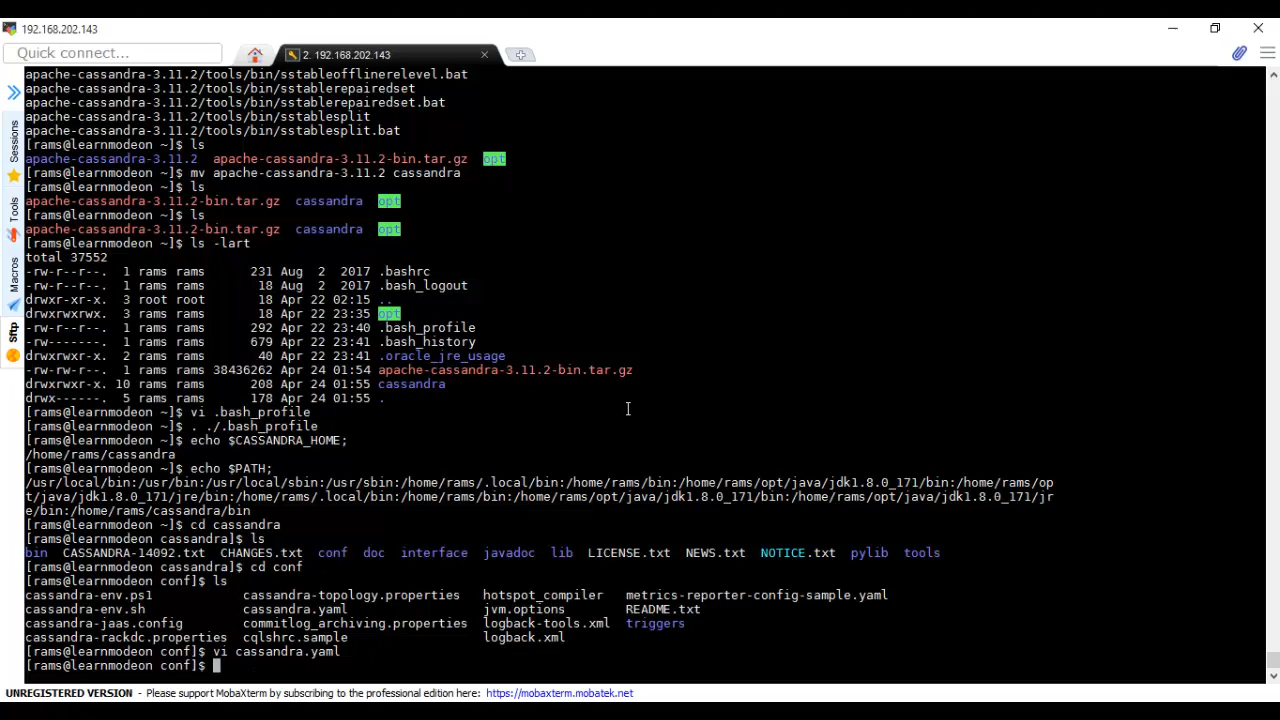 192.168.202.143
Quick connect...
2. 192.168.202.143
Sessions
Tools
Macros
Sftp
apache-cassandra-3.11.2/tools/bin/sstableofflinerelevel.bat
apache-cassandra-3.11.2/tools/bin/sstablerepairedset
apache-cassandra-3.11.2/tools/bin/sstablerepairedset.bat
apache-cassandra-3.11.2/tools/bin/sstablesplit
apache-cassandra-3.11.2/tools/bin/sstablesplit.bat
[rams@learnmodeon ~]$ ls
apache-cassandra-3.11.2  apache-cassandra-3.11.2-bin.tar.gz  opt
[rams@learnmodeon ~]$ mv apache-cassandra-3.11.2 cassandra
[rams@learnmodeon ~]$ ls
apache-cassandra-3.11.2-bin.tar.gz  cassandra  opt
[rams@learnmodeon ~]$ ls
apache-cassandra-3.11.2-bin.tar.gz  cassandra  opt
[rams@learnmodeon ~]$ ls -lart
total 37552
-rw-r--r--.  1 rams rams      231 Aug  2  2017 .bashrc
-rw-r--r--.  1 rams rams       18 Aug  2  2017 .bash_logout
drwxr-xr-x.  3 root root       18 Apr 22 02:15 ..
drwxrwxrwx.  3 rams rams       18 Apr 22 23:35 opt
-rw-r--r--.  1 rams rams      292 Apr 22 23:40 .bash_profile
-rw-------.  1 rams rams      679 Apr 22 23:41 .bash_history
drwxrwxr-x.  2 rams rams       40 Apr 22 23:41 .oracle_jre_usage
-rw-rw-r--.  1 rams rams 38436262 Apr 24 01:54 apache-cassandra-3.11.2-bin.tar.gz
drwxrwxr-x. 10 rams rams      208 Apr 24 01:55 cassandra
drwx------.  5 rams rams      178 Apr 24 01:55 .
[rams@learnmodeon ~]$ vi .bash_profile
[rams@learnmodeon ~]$ . ./.bash_profile
[rams@learnmodeon ~]$ echo $CASSANDRA_HOME;
/home/rams/cassandra
[rams@learnmodeon ~]$ echo $PATH;
/usr/local/bin:/usr/bin:/usr/local/sbin:/usr/sbin:/home/rams/.local/bin:/home/rams/bin:/home/rams/opt/java/jdk1.8.0_171/bin:/home/rams/op
t/java/jdk1.8.0_171/jre/bin:/home/rams/.local/bin:/home/rams/bin:/home/rams/opt/java/jdk1.8.0_171/bin:/home/rams/opt/java/jdk1.8.0_171/jr
e/bin:/home/rams/cassandra/bin
[rams@learnmodeon ~]$ cd cassandra
[rams@learnmodeon cassandra]$ ls
bin  CASSANDRA-14092.txt  CHANGES.txt  conf  doc  interface  javadoc  lib  LICENSE.txt  NEWS.txt  NOTICE.txt  pylib  tools
[rams@learnmodeon cassandra]$ cd conf
[rams@learnmodeon conf]$ ls
cassandra-env.ps1  cassandra-topology.properties  hotspot_compiler  metrics-reporter-config-sample.yaml
cassandra-env.sh  cassandra.yaml  jvm.options  README.txt
cassandra-jaas.config  commitlog_archiving.properties  logback-tools.xml  triggers
cassandra-rackdc.properties  cqlshrc.sample  logback.xml
[rams@learnmodeon conf]$ vi cassandra.yaml
[rams@learnmodeon conf]$
UNREGISTERED VERSION - Please support MobaXterm by subscribing to the professional edition here: https://mobaxterm.mobatek.net